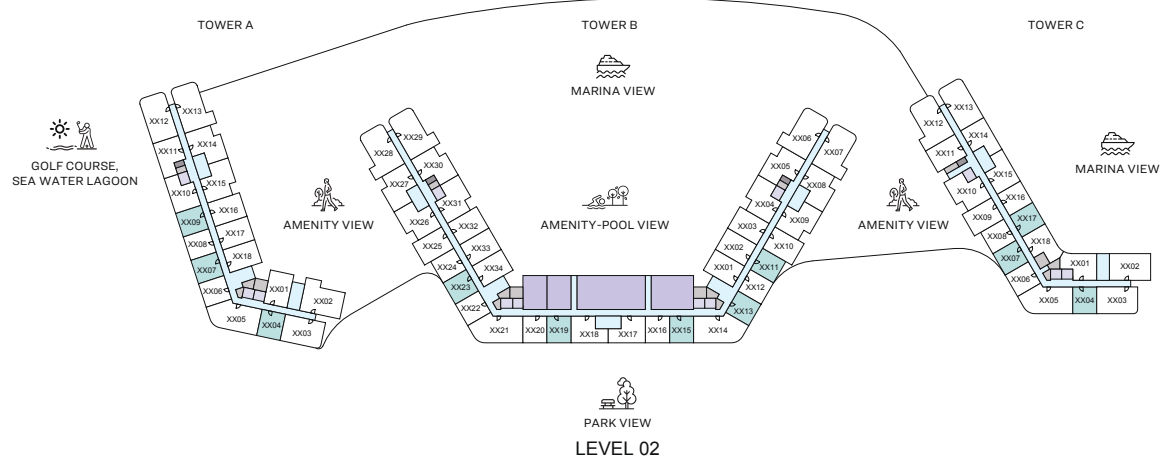 TOWER A
TOWER B
TOWER C
MARINA VIEW
GOLF COURSE,
SEA WATER LAGOON
AMENITY VIEW
AMENITY-POOL VIEW
AMENITY VIEW
MARINA VIEW
XX12
XX13
XX11
XX14
XX10
XX15
XX09
XX16
XX08
XX17
XX07
XX18
XX06
XX01
XX02
XX05
XX04
XX03
XX28
XX29
XX27
XX30
XX26
XX31
XX25
XX32
XX24
XX33
XX23
XX34
XX22
XX21
XX20
XX19
XX18
XX17
XX16
XX15
XX14
XX06
XX07
XX05
XX08
XX04
XX09
XX03
XX10
XX02
XX11
XX01
XX12
XX13
XX12
XX13
XX11
XX14
XX10
XX15
XX09
XX16
XX08
XX17
XX07
XX18
XX06
XX01
XX02
XX05
XX04
XX03
PARK VIEW
LEVEL 02